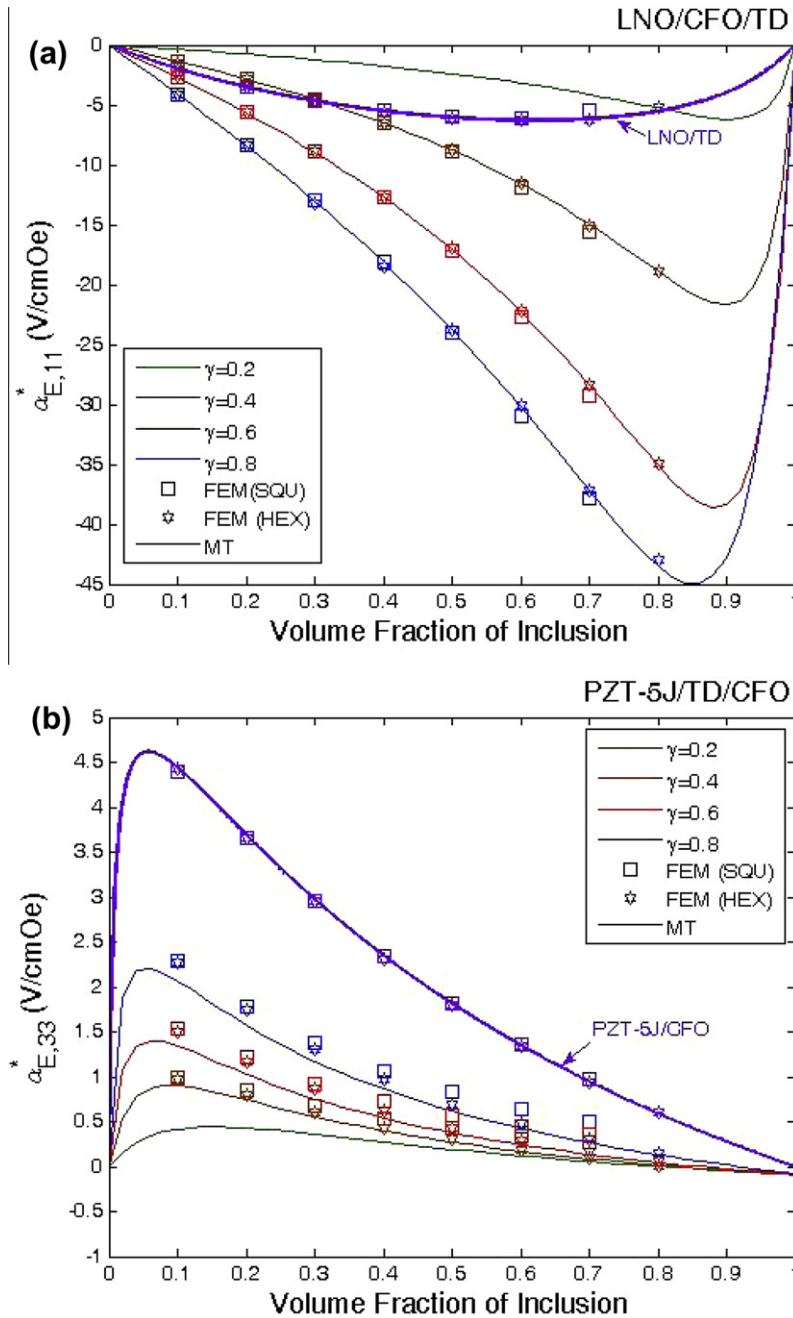 LNO/CFO/TD
(a)
0
-5
-10
-15
-20
-25
-30
-35
-40
-45
α*E,11 (V/cmOe)
LNO/TD
γ=0.2
γ=0.4
γ=0.6
γ=0.8
FEM(SQU)
FEM (HEX)
MT
0 0.1 0.2 0.3 0.4 0.5 0.6 0.7 0.8 0.9 1
Volume Fraction of Inclusion
PZT-5J/TD/CFO
(b)
5
4.5
4
3.5
3
2.5
2
1.5
1
0.5
0
-0.5
-1
α*E,33 (V/cmOe)
γ=0.2
γ=0.4
γ=0.6
γ=0.8
FEM (SQU)
FEM (HEX)
MT
PZT-5J/CFO
0 0.1 0.2 0.3 0.4 0.5 0.6 0.7 0.8 0.9 1
Volume Fraction of Inclusion